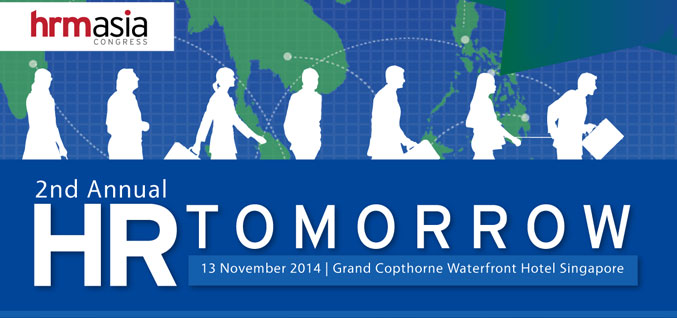 hrmasia
CONGRESS
2nd Annual
HR TOMORROW
13 November 2014 | Grand Copthorne Waterfront Hotel Singapore